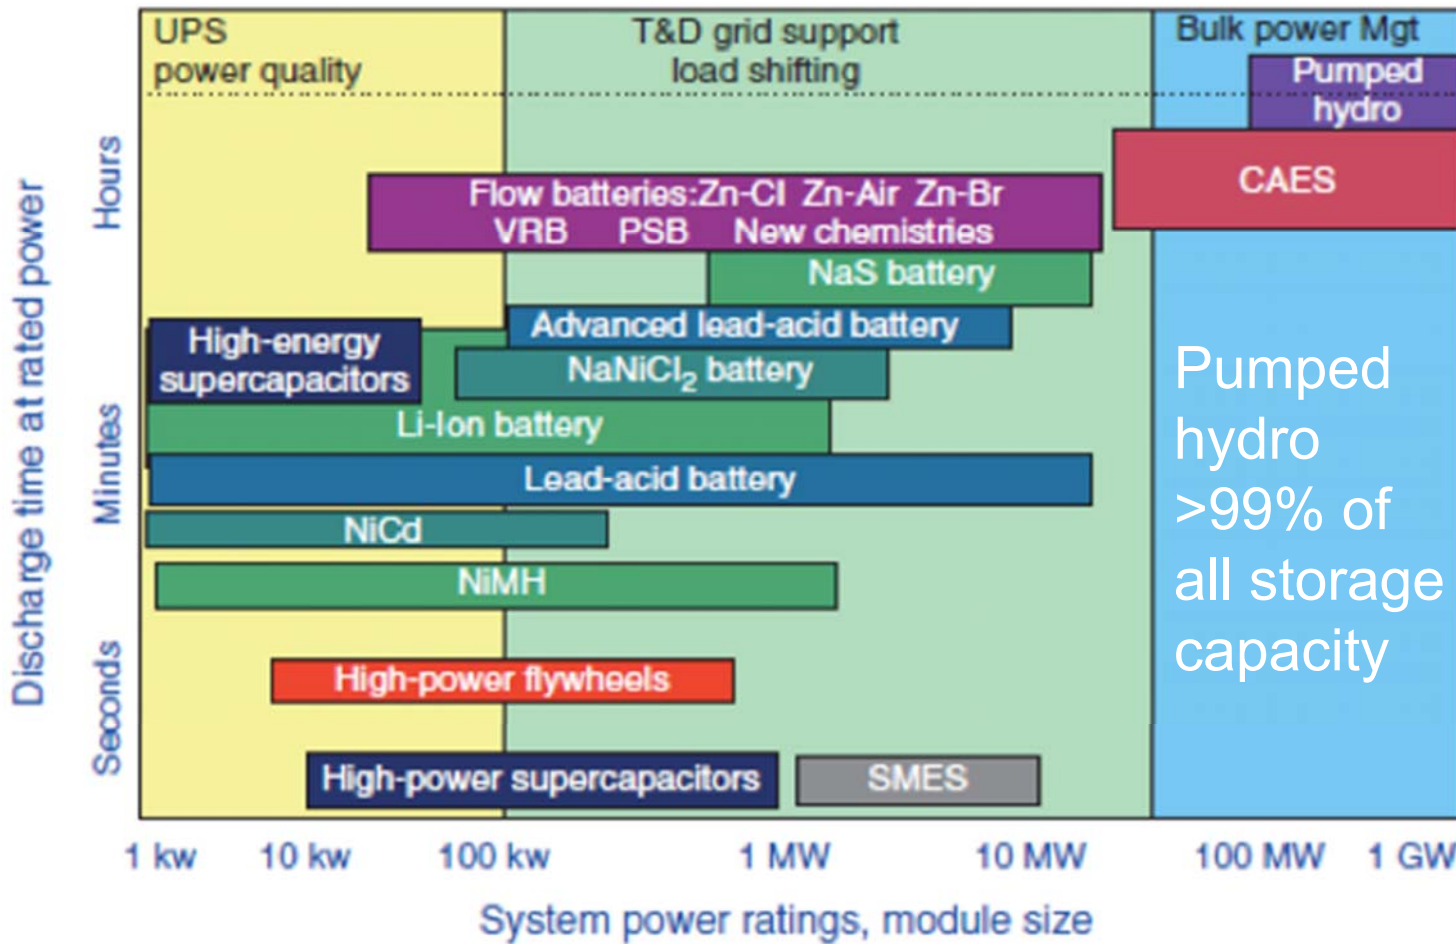 UPS
power quality
T&D grid support
load shifting
Bulk power Mgt
Pumped
hydro
CAES
Flow batteries:Zn-Cl Zn-Air Zn-Br
VRB PSB New chemistries
NaS battery
Advanced lead-acid battery
High-energy
supercapacitors
NaNiCl₂ battery
Li-Ion battery
Lead-acid battery
NiCd
NiMH
High-power flywheels
High-power supercapacitors
SMES
Pumped
hydro
>99% of
all storage
capacity
Discharge time at rated power
Hours
Minutes
Seconds
1 kw 10 kw 100 kw 1 MW 10 MW 100 MW 1 GW
System power ratings, module size